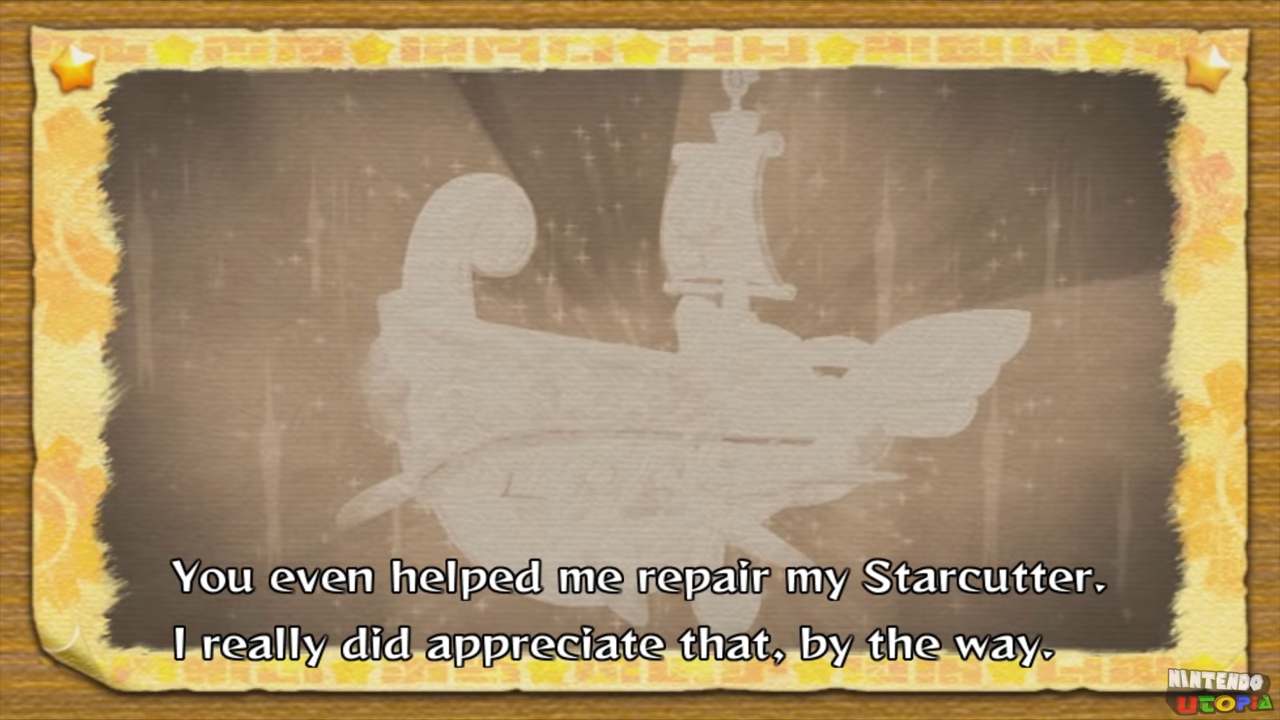 You even helped me repair my Starcutter.
I really did appreciate that, by the way.
NINTENDO
UTOPIA